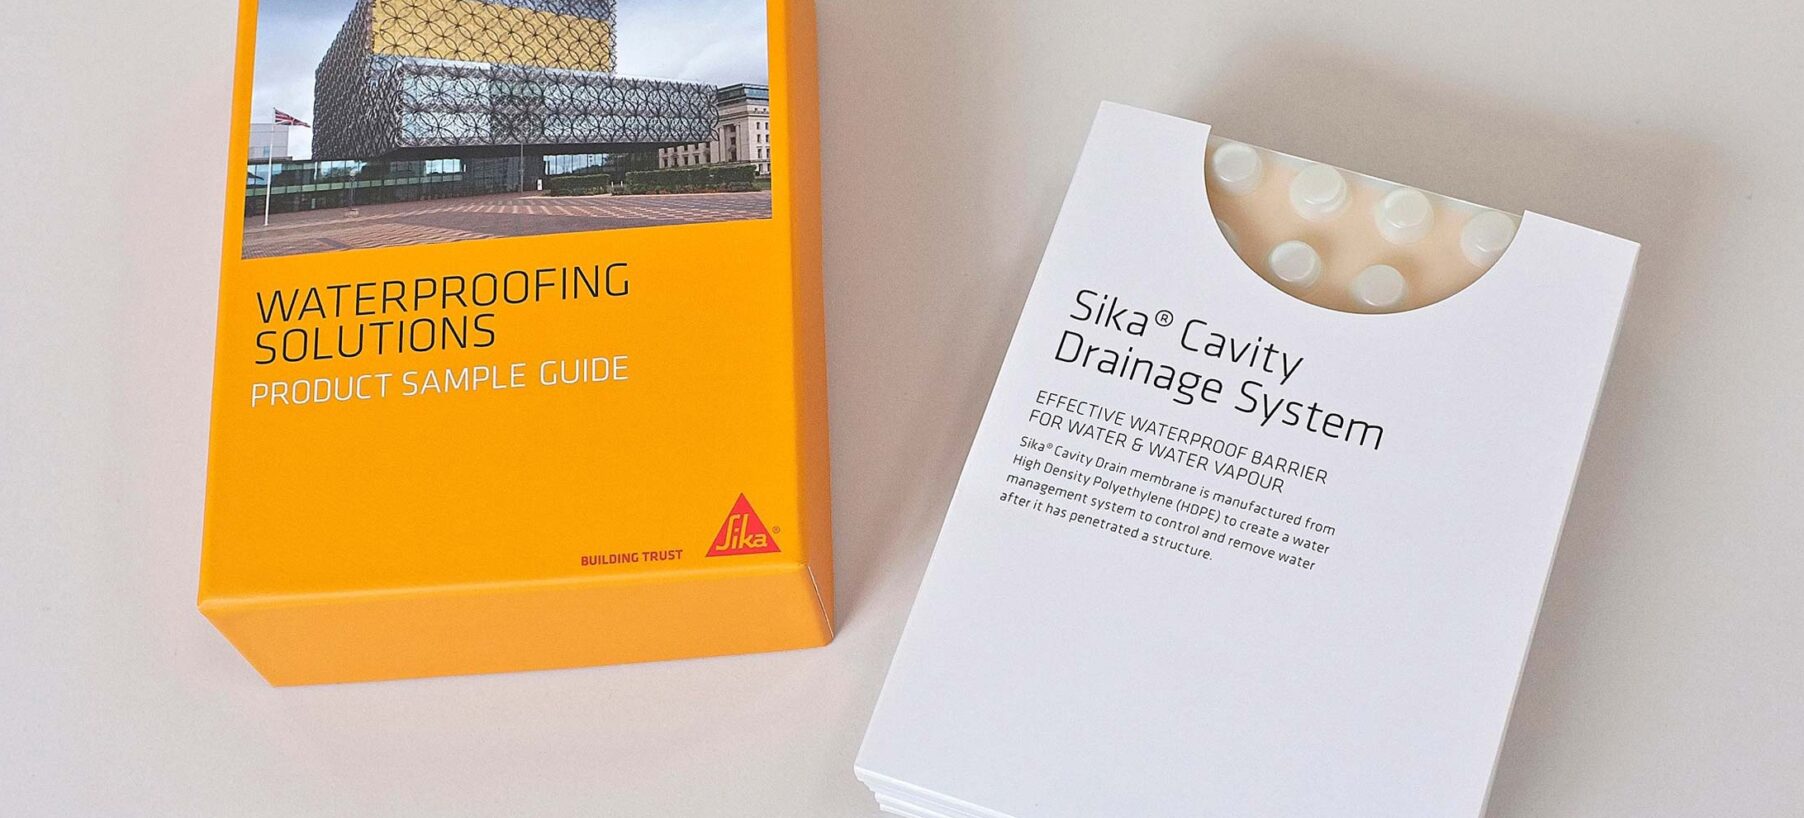 WATERPROOFING
SOLUTIONS
PRODUCT SAMPLE GUIDE
BUILDING TRUST
Sika®
Sika® Cavity
Drainage System
EFFECTIVE WATERPROOF BARRIER
FOR WATER & WATER VAPOUR
Sika® Cavity Drain membrane is manufactured from
High Density Polyethylene (HDPE) to create a water
management system to control and remove water
after it has penetrated a structure.